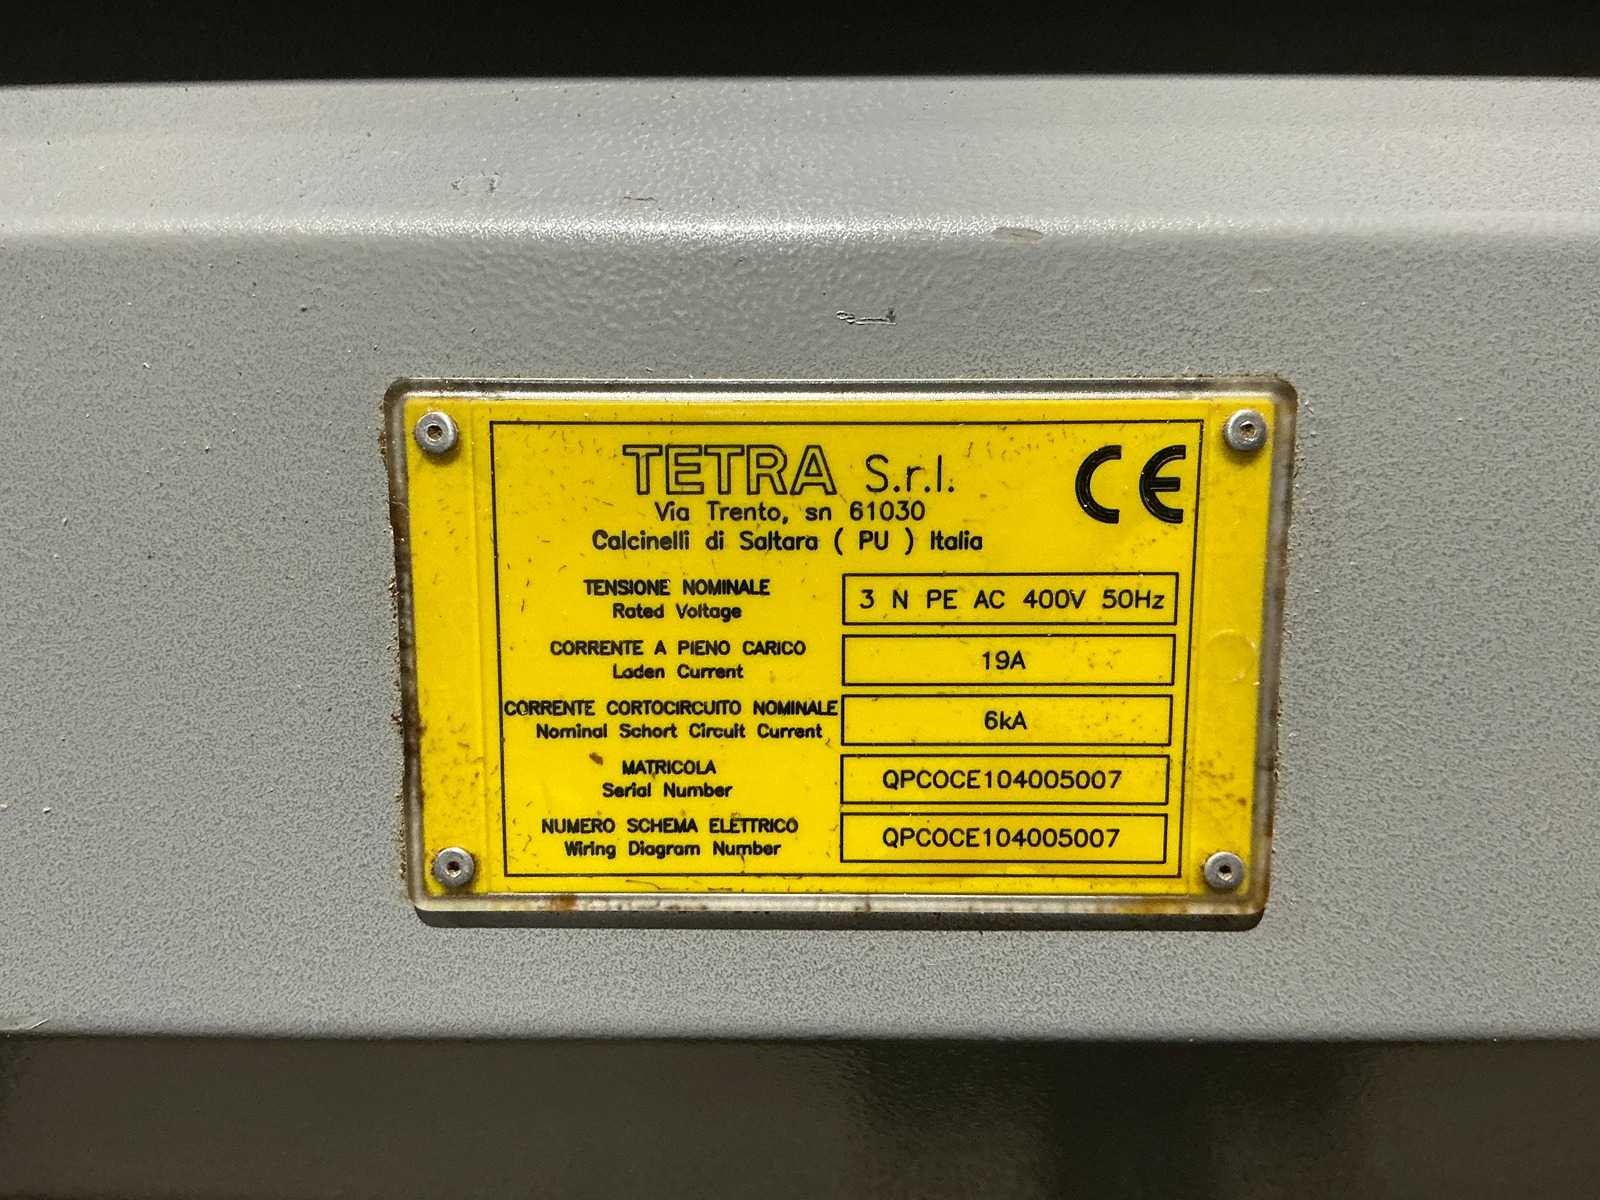 TETRA S.r.l.
CE
Via Trento, sn 61030
Calcinelli di Saltara ( PU ) Italia
TENSIONE NOMINALE
Rated Voltage
3 N PE AC 400V 50Hz
CORRENTE A PIENO CARICO
Laden Current
19A
CORRENTE CORTOCIRCUITO NOMINALE
Nominal Schort Circuit Current
6kA
MATRICOLA
Serial Number
QPCOCE104005007
NUMERO SCHEMA ELETTRICO
Wiring Diagram Number
QPCOCE104005007